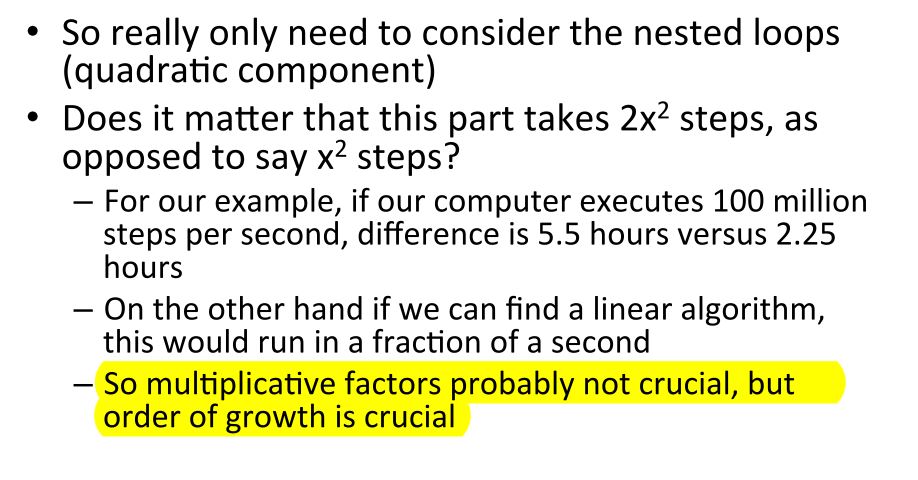 • So really only need to consider the nested loops
(quadratic component)
• Does it matter that this part takes 2x² steps, as
opposed to say x² steps?
– For our example, if our computer executes 100 million
steps per second, difference is 5.5 hours versus 2.25
hours
– On the other hand if we can find a linear algorithm,
this would run in a fraction of a second
– So multiplicative factors probably not crucial, but
order of growth is crucial